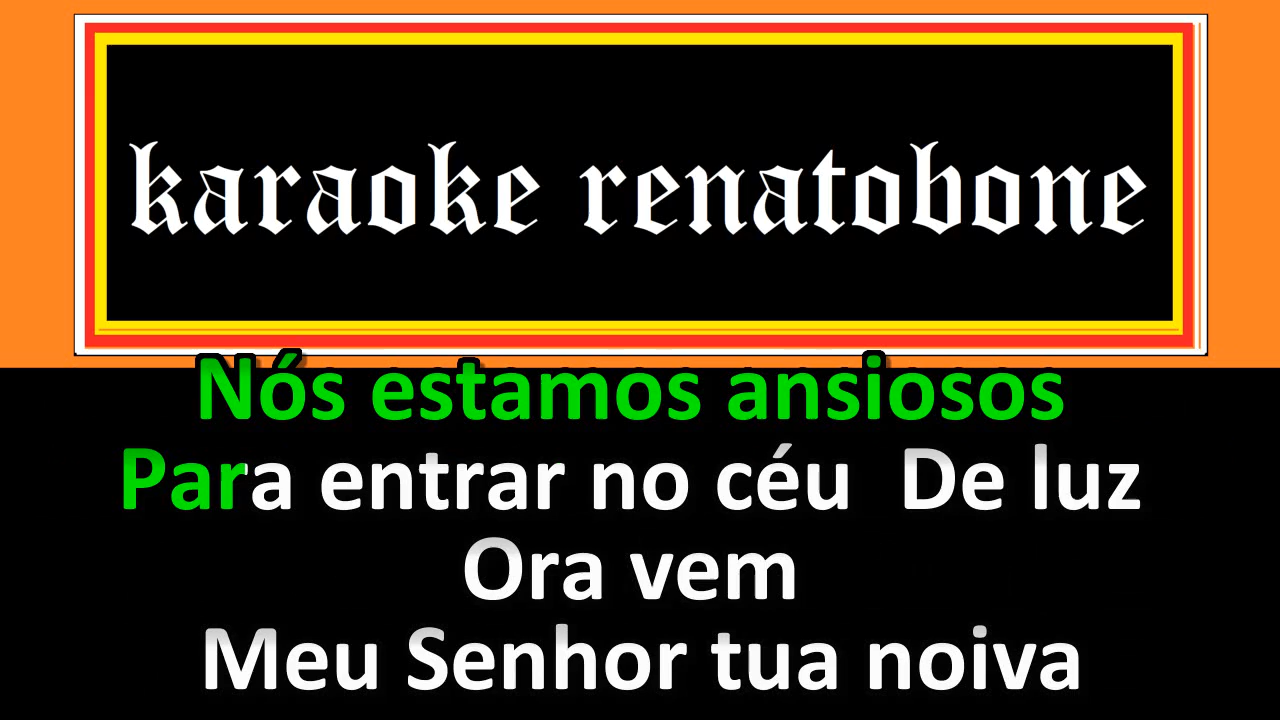 karaoke renatobone
Nós estamos ansiosos
Para entrar no céu  De luz
Ora vem
Meu Senhor tua noiva